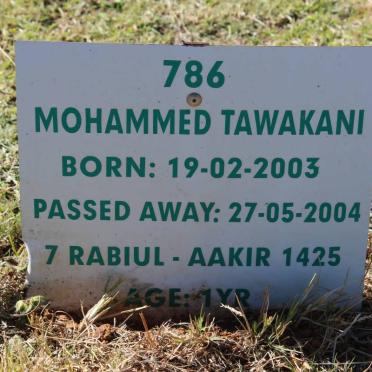 786
MOHAMMED TAWAKANI
BORN: 19-02-2003
PASSED AWAY: 27-05-2004
7 RABIUL - AAKIR 1425
AGE: 1YR